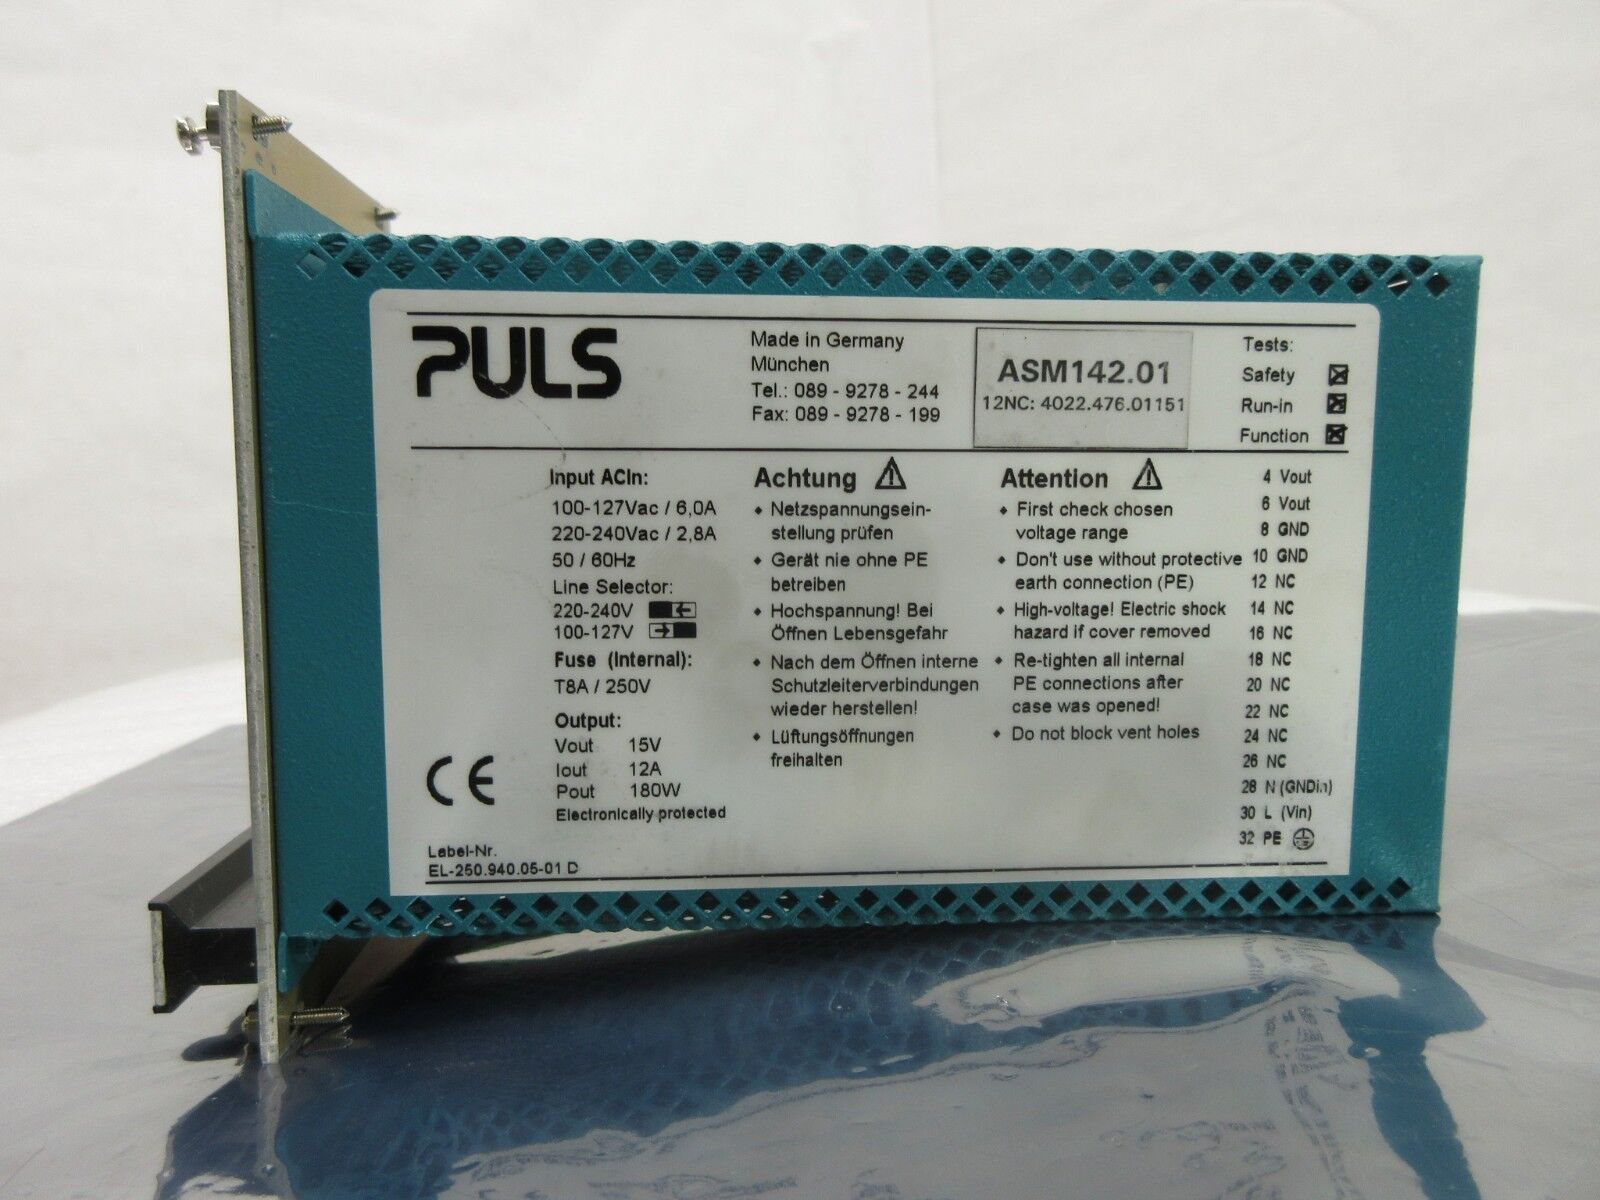 PULS
Made in Germany
München
Tel.: 089 - 9278 - 244
Fax: 089 - 9278 - 199
ASM142.01
12NC: 4022.476.01151
Tests:
Safety
Run-in
Function
Input ACIn:
100-127Vac / 6,0A
220-240Vac / 2,8A
50 / 60Hz
Line Selector:
220-240V
100-127V
Fuse (Internal):
T8A / 250V
Output:
Vout 15V
Iout 12A
Pout 180W
Electronically protected
CE
Label-Nr.
EL-250.940.05-01 D
Achtung
Netzspannungsein-
stellung prüfen
Gerät nie ohne PE
betreiben
Hochspannung! Bei
Öffnen Lebensgefahr
Nach dem Öffnen interne
Schutzleiterverbindungen
wieder herstellen!
Lüftungsöffnungen
freihalten
Attention
First check chosen
voltage range
Don't use without protective
earth connection (PE)
High-voltage! Electric shock
hazard if cover removed
Re-tighten all internal
PE connections after
case was opened!
Do not block vent holes
4 Vout
6 Vout
8 GND
10 GND
12 NC
14 NC
16 NC
18 NC
20 NC
22 NC
24 NC
26 NC
28 N (GNDin)
30 L (Vin)
32 PE